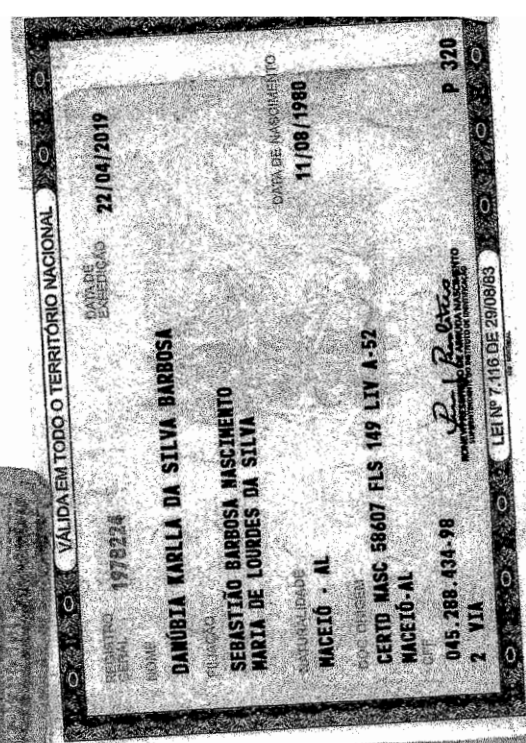 VÁLIDA EM TODO O TERRITÓRIO NACIONAL
REGISTRO GERAL 1978224 DATA DE EXPEDIÇÃO 22/04/2019
NOME
DANÚBIA KARLLA DA SILVA BARBOSA
FILIAÇÃO
SEBASTIÃO BARBOSA NASCIMENTO
MARIA DE LOURDES DA SILVA
NATURALIDADE DATA DE NASCIMENTO
MACEIÓ - AL 11/08/1980
DOC ORIGEM
CERTD NASC 58607 FLS 149 LIV A-52
MACEIÓ-AL
CPF
045.288.434-98
2 VIA P 320
LEI Nº 7.116 DE 29/08/83